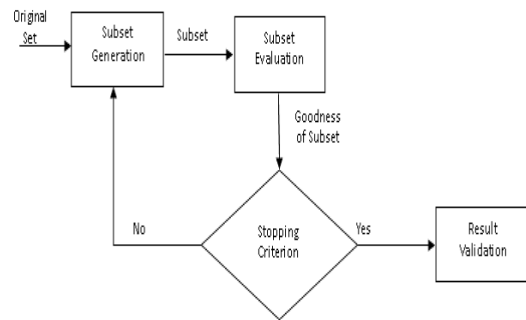 Original
Set
Subset
Generation
Subset
Subset
Evaluation
Goodness
of Subset
No
Stopping
Criterion
Yes
Result
Validation